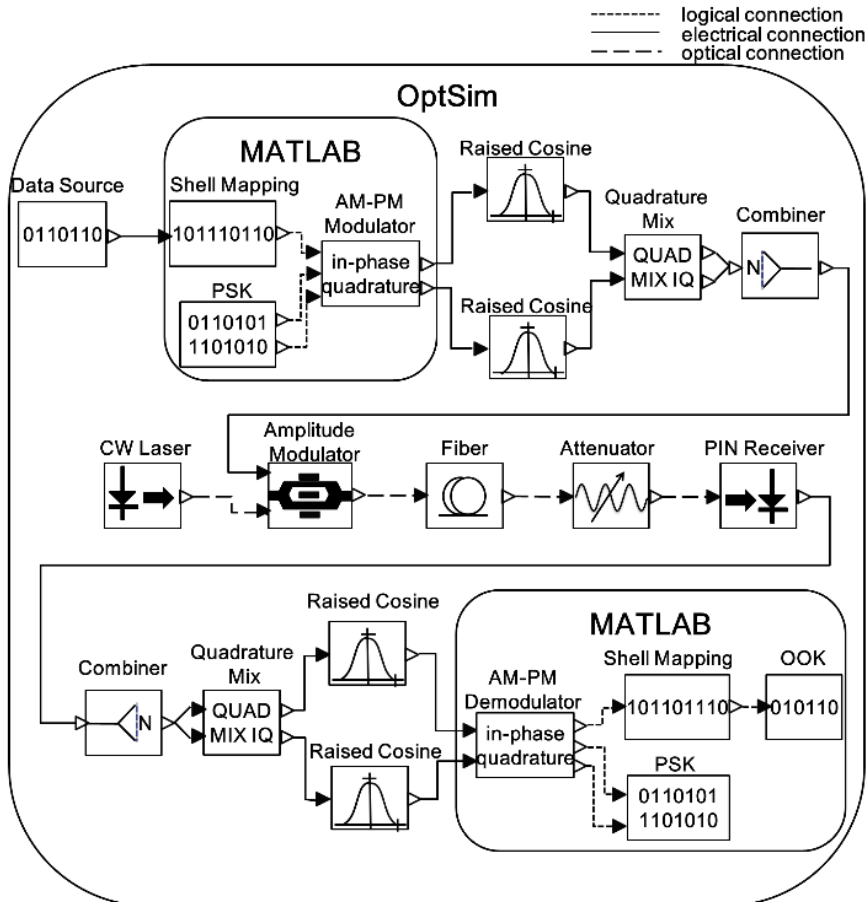 logical connection
electrical connection
optical connection
OptSim
MATLAB
Data Source
0110110
Shell Mapping
101110110
PSK
0110101
1101010
AM-PM
Modulator
in-phase
quadrature
Raised Cosine
Raised Cosine
Quadrature
Mix
QUAD
MIX IQ
Combiner
N
CW Laser
Amplitude
Modulator
Fiber
Attenuator
PIN Receiver
Combiner
N
Quadrature
Mix
QUAD
MIX IQ
Raised Cosine
Raised Cosine
MATLAB
AM-PM
Demodulator
in-phase
quadrature
Shell Mapping
101101110
OOK
010110
PSK
0110101
1101010